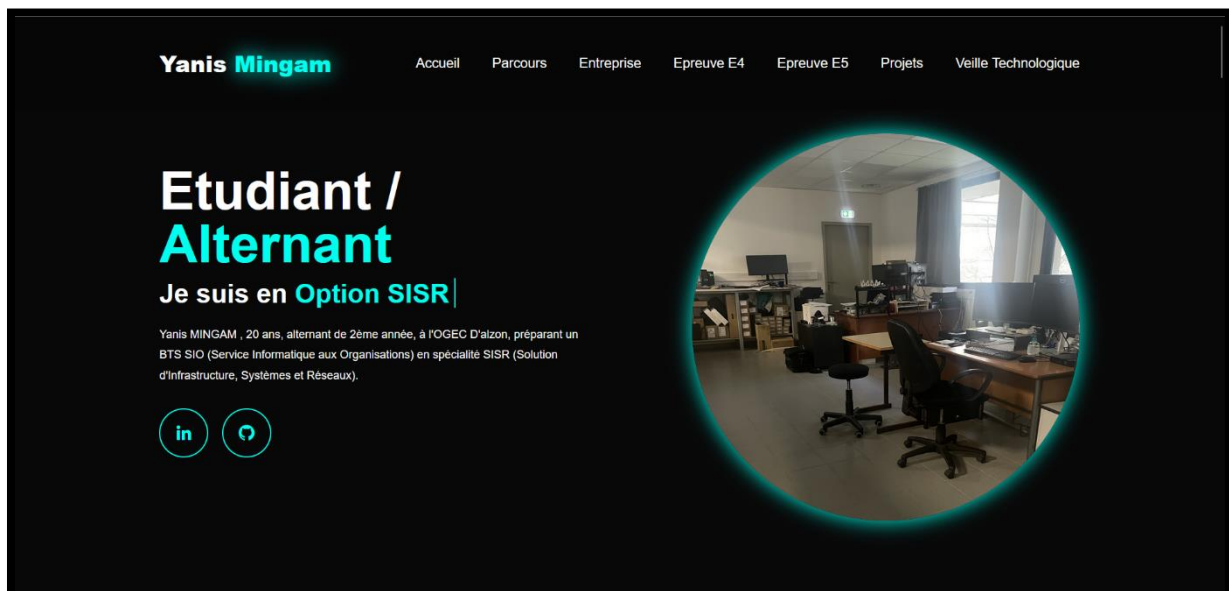 Yanis Mingam
Accueil Parcours Entreprise Epreuve E4 Epreuve E5 Projets Veille Technologique
Etudiant /
Alternant
Je suis en Option SISR
Yanis MINGAM , 20 ans, alternant de 2ème année, à l'OGEC D'alzon, préparant un
BTS SIO (Service Informatique aux Organisations) en spécialité SISR (Solution
d'Infrastructure, Systèmes et Réseaux).
in